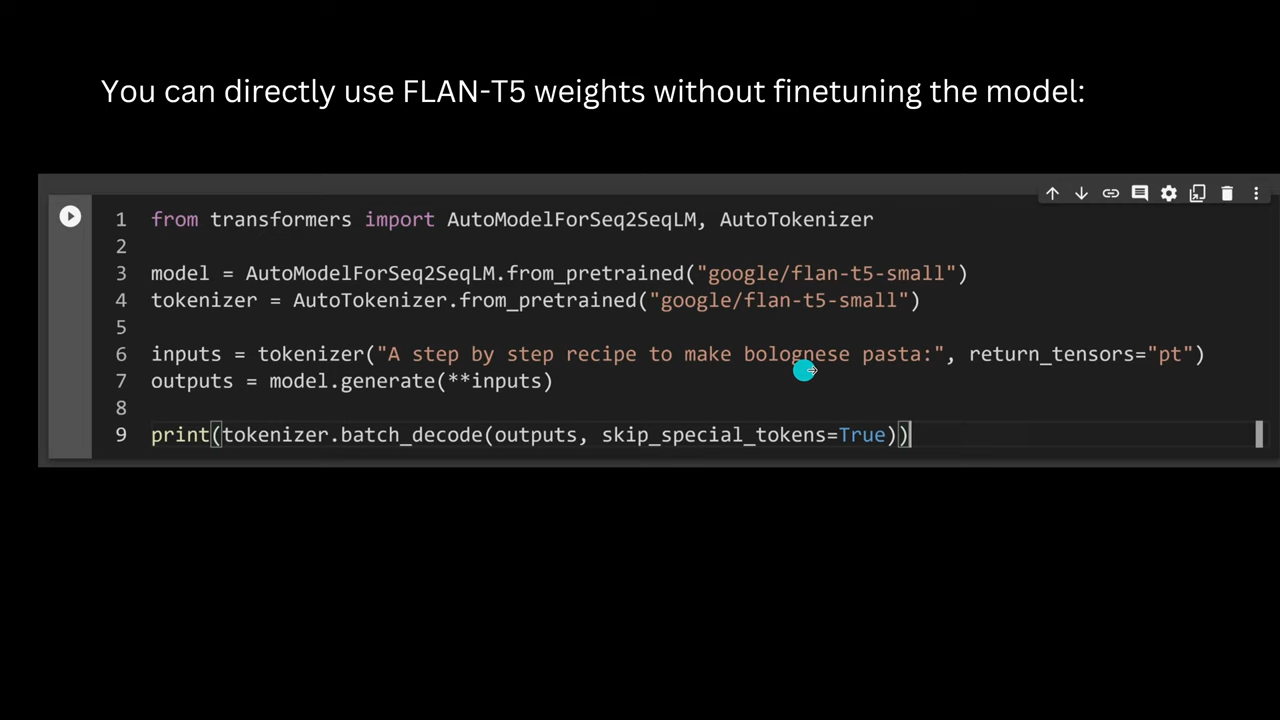 You can directly use FLAN-T5 weights without finetuning the model:
1 from transformers import AutoModelForSeq2SeqLM, AutoTokenizer
2
3 model = AutoModelForSeq2SeqLM.from_pretrained("google/flan-t5-small")
4 tokenizer = AutoTokenizer.from_pretrained("google/flan-t5-small")
5
6 inputs = tokenizer("A step by step recipe to make bolognese pasta:", return_tensors="pt")
7 outputs = model.generate(**inputs)
8
9 print(tokenizer.batch_decode(outputs, skip_special_tokens=True))